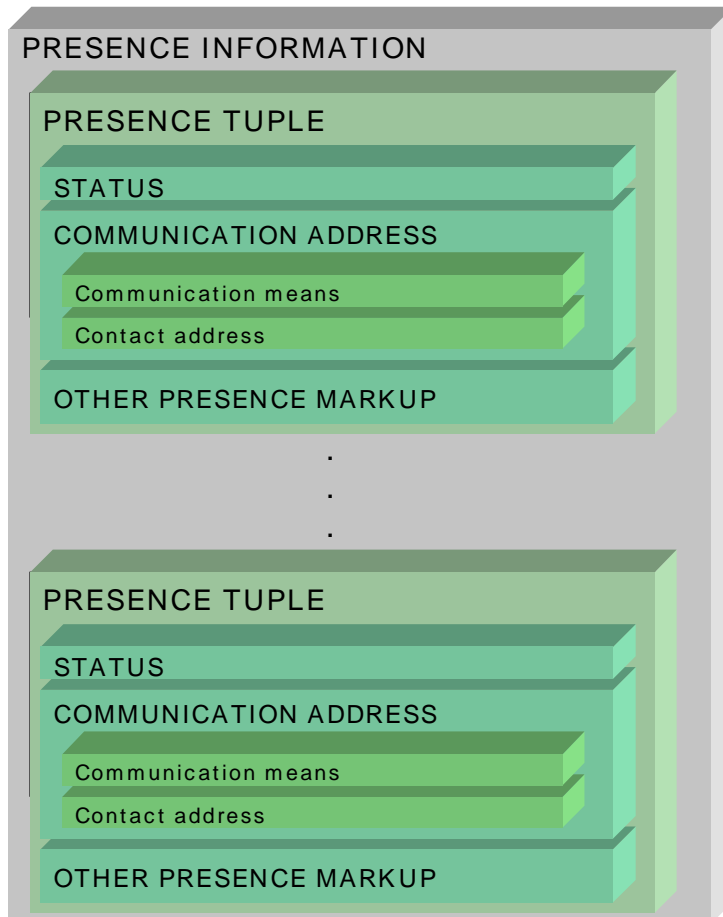 PRESENCE INFORMATION
PRESENCE TUPLE
STATUS
COMMUNICATION ADDRESS
Communication means
Contact address
OTHER PRESENCE MARKUP
.
.
.
PRESENCE TUPLE
STATUS
COMMUNICATION ADDRESS
Communication means
Contact address
OTHER PRESENCE MARKUP